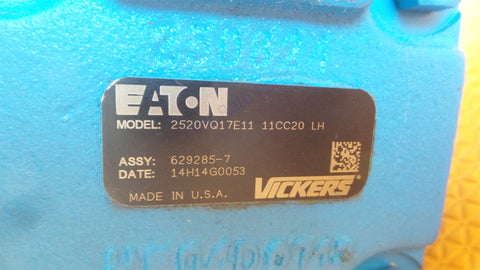 EATON
MODEL: 2520VQ17E11 11CC20 LH
ASSY: 629285-7
DATE: 14H14G0053
MADE IN U.S.A.
VICKERS